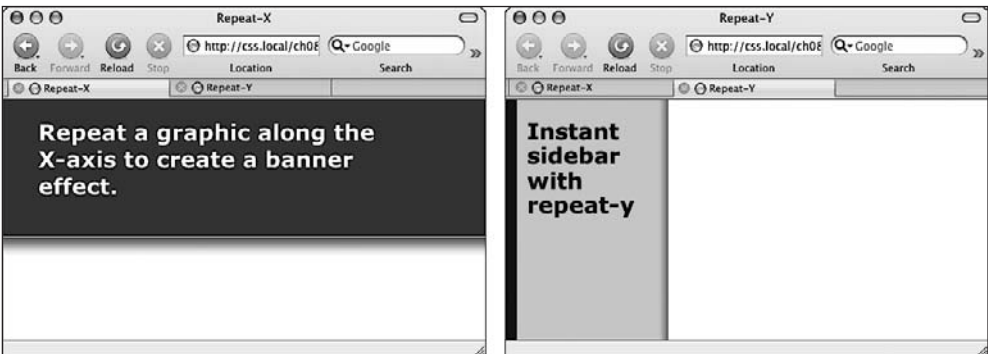 Repeat-X
http://css.local/ch08
Google
Back Forward Reload Stop Location Search
Repeat-X Repeat-Y
Repeat a graphic along the
X-axis to create a banner
effect.
Repeat-Y
http://css.local/ch08
Google
Back Forward Reload Stop Location Search
Repeat-X Repeat-Y
Instant
sidebar
with
repeat-y